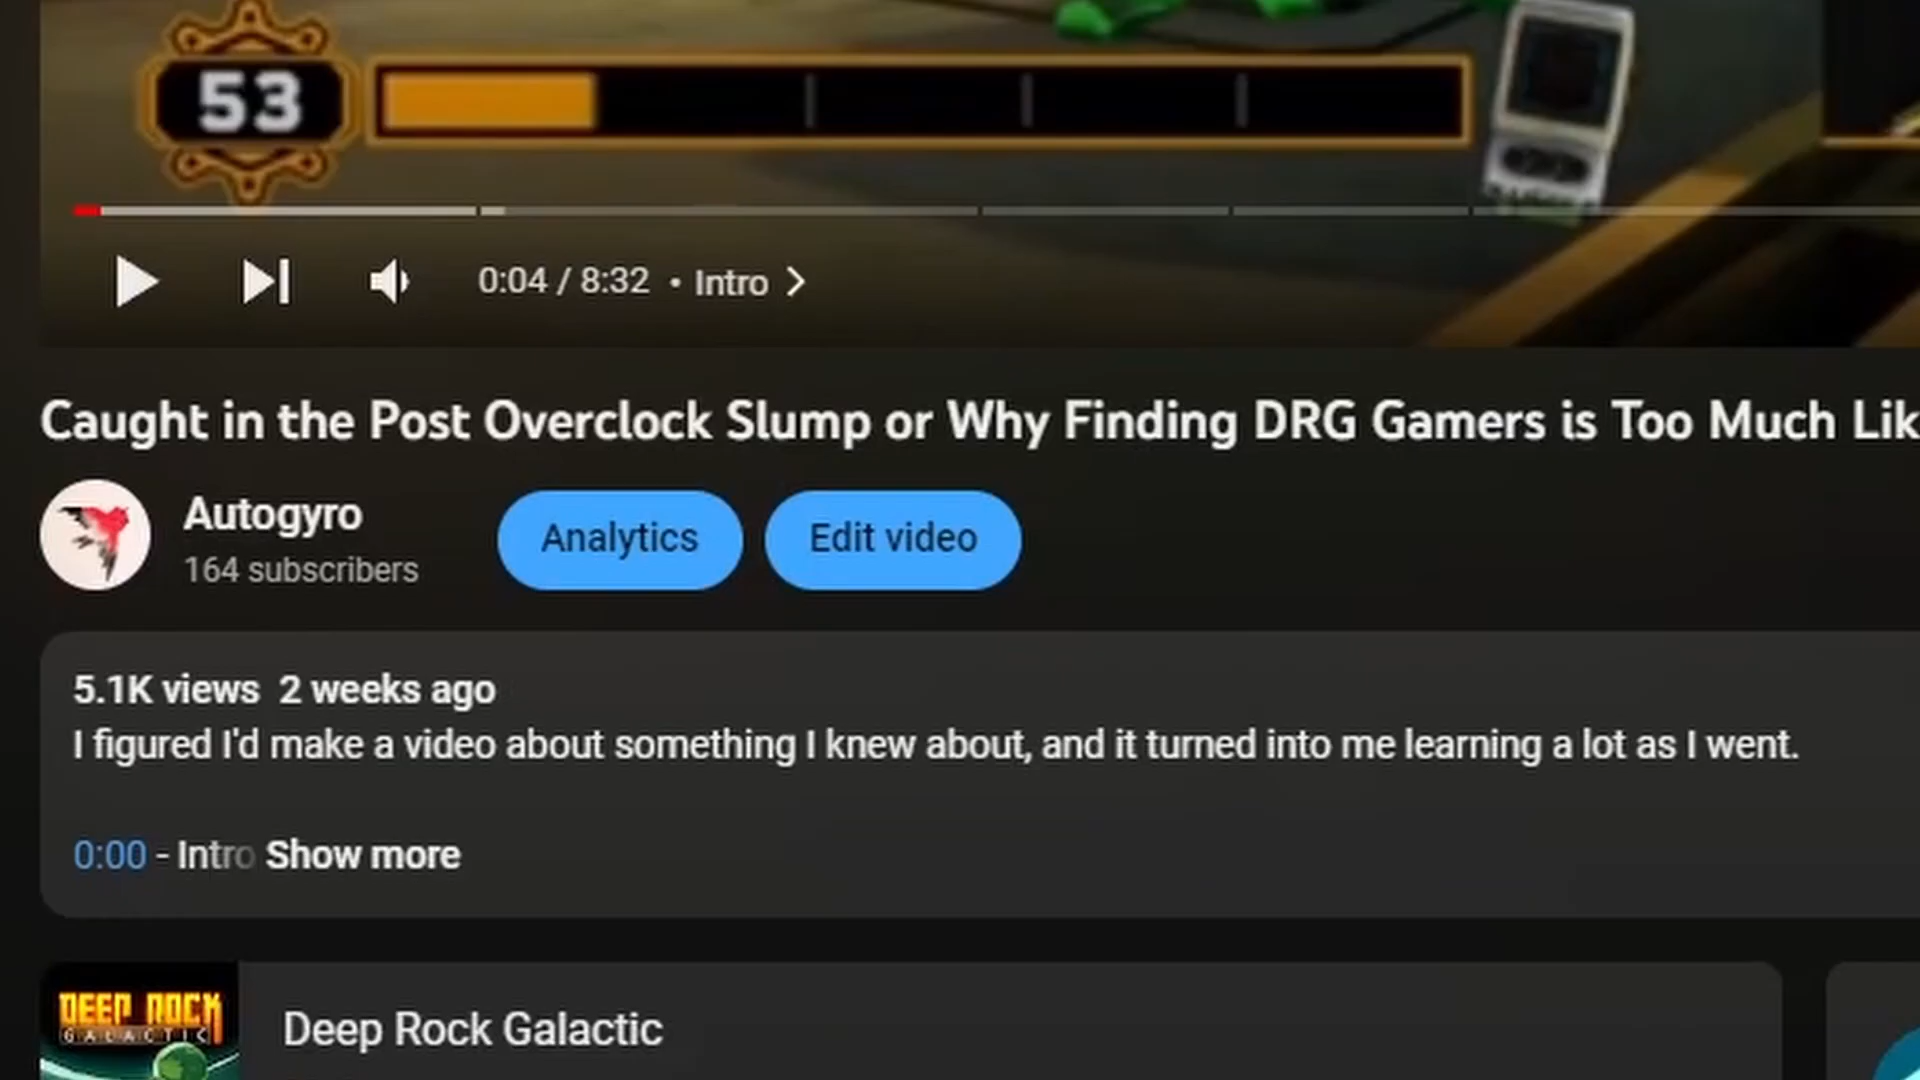 53
0:04 / 8:32 • Intro
Caught in the Post Overclock Slump or Why Finding DRG Gamers is Too Much Lik
Autogyro
164 subscribers
Analytics
Edit video
5.1K views 2 weeks ago
I figured I'd make a video about something I knew about, and it turned into me learning a lot as I went.
0:00 - Intro Show more
DEEP ROCK
GALACTIC
Deep Rock Galactic